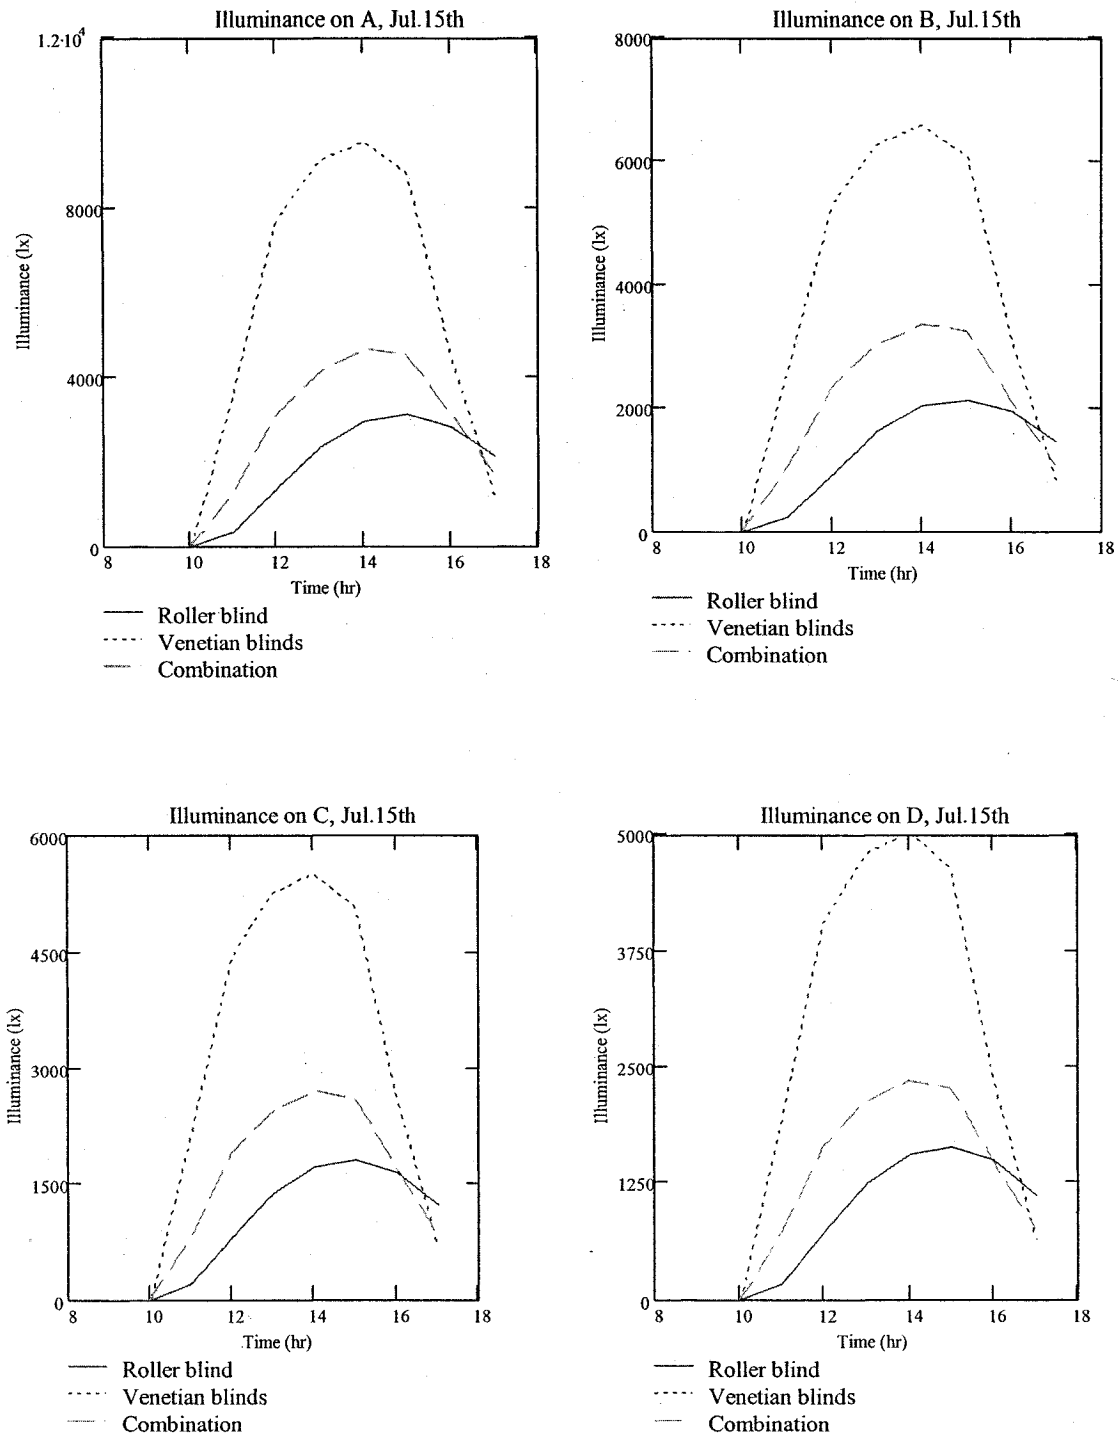 Illuminance on A, Jul.15th
1.2·10⁴
8000
4000
0
Illuminance (lx)
8 10 12 14 16 18
Time (hr)
Roller blind
Venetian blinds
Combination
Illuminance on B, Jul.15th
8000
6000
4000
2000
0
Illuminance (lx)
8 10 12 14 16 18
Time (hr)
Roller blind
Venetian blinds
Combination
Illuminance on C, Jul.15th
6000
4500
3000
1500
0
Illuminance (lx)
8 10 12 14 16 18
Time (hr)
Roller blind
Venetian blinds
Combination
Illuminance on D, Jul.15th
5000
3750
2500
1250
0
Illuminance (lx)
8 10 12 14 16 18
Time (hr)
Roller blind
Venetian blinds
Combination